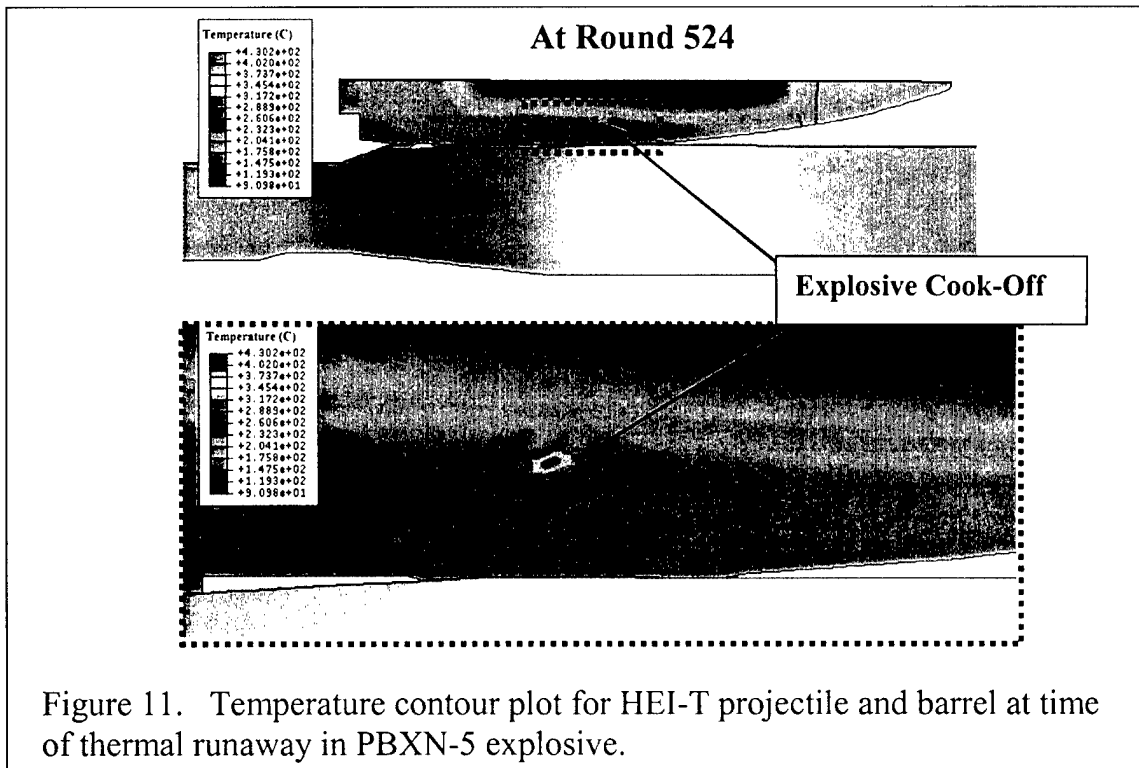 At Round 524
Temperature (C)
+4.302e+02
+4.020e+02
+3.737e+02
+3.454e+02
+3.172e+02
+2.889e+02
+2.606e+02
+2.323e+02
+2.041e+02
+1.758e+02
+1.475e+02
+1.193e+02
+9.098e+01
Explosive Cook-Off
Temperature (C)
+4.302e+02
+4.020e+02
+3.737e+02
+3.454e+02
+3.172e+02
+2.889e+02
+2.606e+02
+2.323e+02
+2.041e+02
+1.758e+02
+1.475e+02
+1.193e+02
+9.098e+01
Figure 11. Temperature contour plot for HEI-T projectile and barrel at time
of thermal runaway in PBXN-5 explosive.